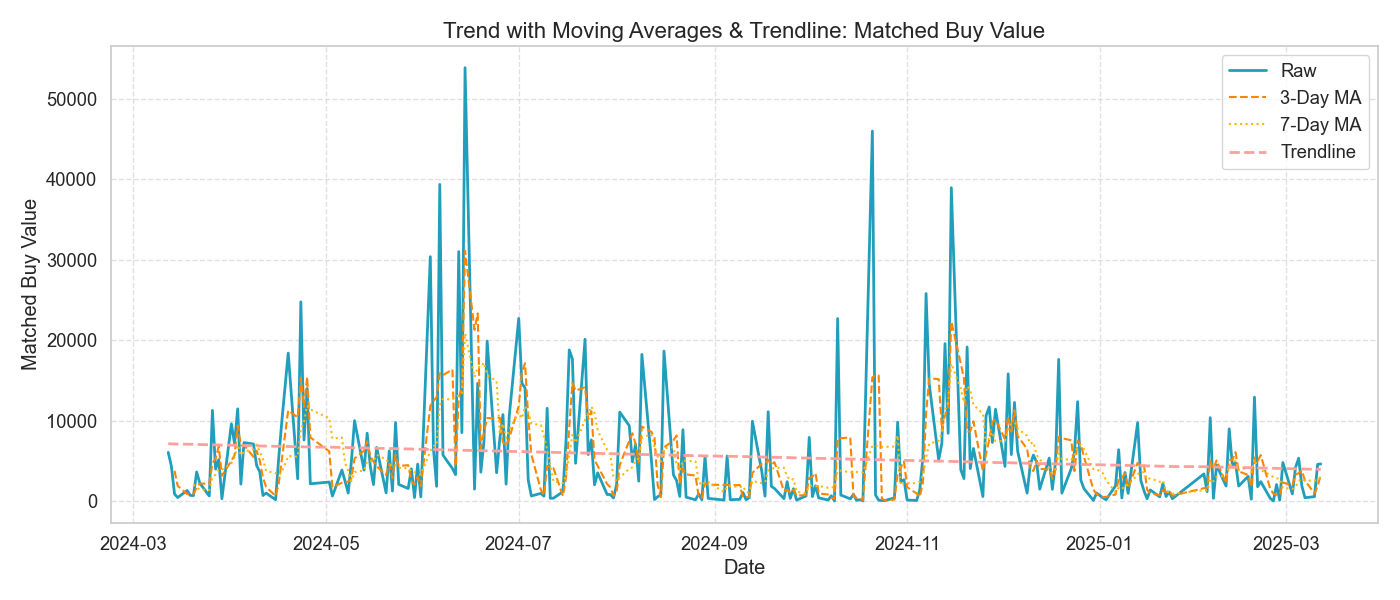 Trend with Moving Averages & Trendline: Matched Buy Value
Raw
3-Day MA
7-Day MA
Trendline
Matched Buy Value
50000
40000
30000
20000
10000
0
2024-03
2024-05
2024-07
2024-09
2024-11
2025-01
2025-03
Date